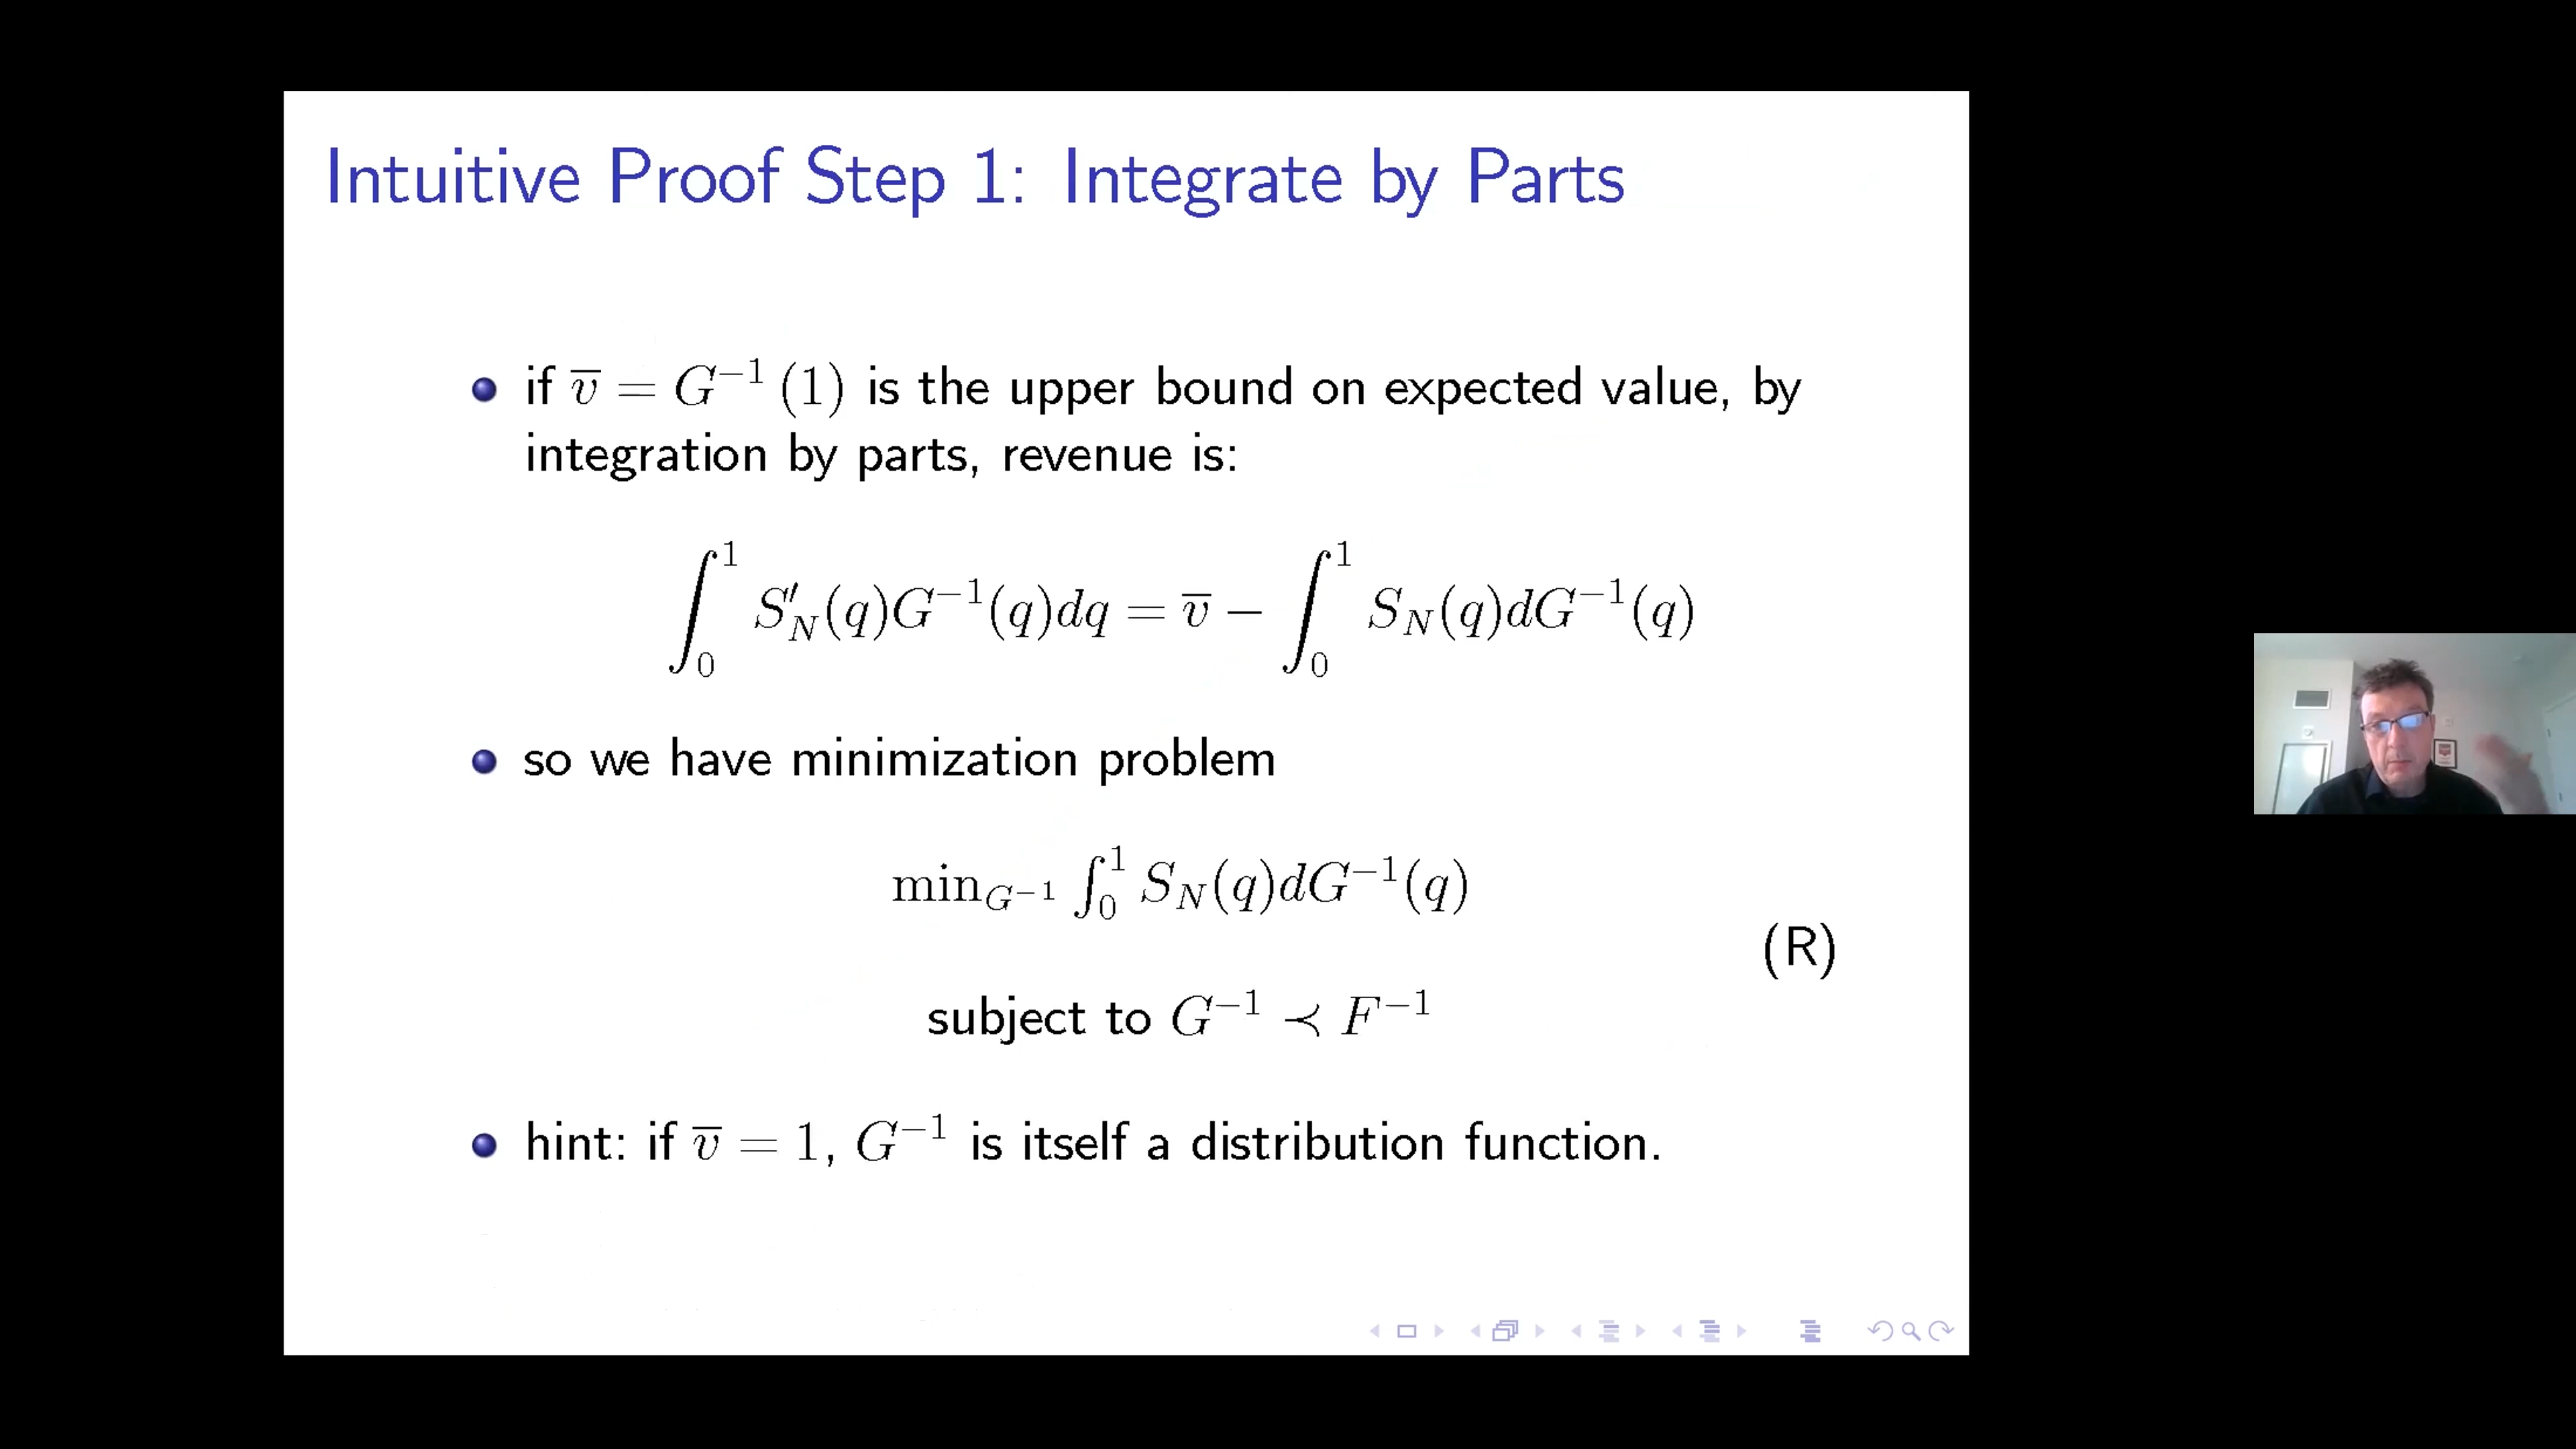 Intuitive Proof Step 1: Integrate by Parts
if v̅ = G⁻¹ (1) is the upper bound on expected value, by
integration by parts, revenue is:
∫₀¹ S′_N(q)G⁻¹(q)dq = v̅ − ∫₀¹ S_N(q)dG⁻¹(q)
so we have minimization problem
min_{G⁻¹} ∫₀¹ S_N(q)dG⁻¹(q)
(R)
subject to G⁻¹ ≺ F⁻¹
hint: if v̅ = 1, G⁻¹ is itself a distribution function.